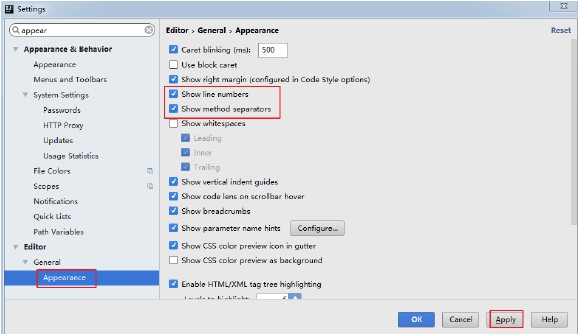 Settings
appear
Appearance & Behavior
Appearance
Menus and Toolbars
System Settings
Passwords
HTTP Proxy
Updates
Usage Statistics
File Colors
Scopes
Notifications
Quick Lists
Path Variables
Editor
General
Appearance
Editor › General › Appearance
Reset
Caret blinking (ms): 500
Use block caret
Show right margin (configured in Code Style options)
Show line numbers
Show method separators
Show whitespaces
Leading
Inner
Trailing
Show vertical indent guides
Show code lens on scrollbar hover
Show breadcrumbs
Show parameter name hints Configure...
Show CSS color preview icon in gutter
Show CSS color preview as background
Enable HTML/XML tag tree highlighting
Levels to highlight: 6
OK Cancel Apply Help